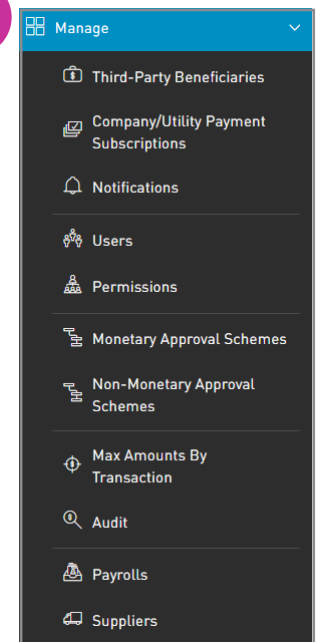 Manage
Third-Party Beneficiaries
Company/Utility Payment
Subscriptions
Notifications
Users
Permissions
Monetary Approval Schemes
Non-Monetary Approval
Schemes
Max Amounts By
Transaction
Audit
Payrolls
Suppliers